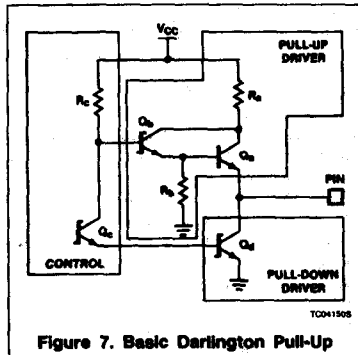 VCC
PULL-UP
DRIVER
Rc
Ra
Qb
Qa
Rb
PIN
Qc
Qd
CONTROL
PULL-DOWN
DRIVER
TC04150S
Figure 7. Basic Darlington Pull-Up